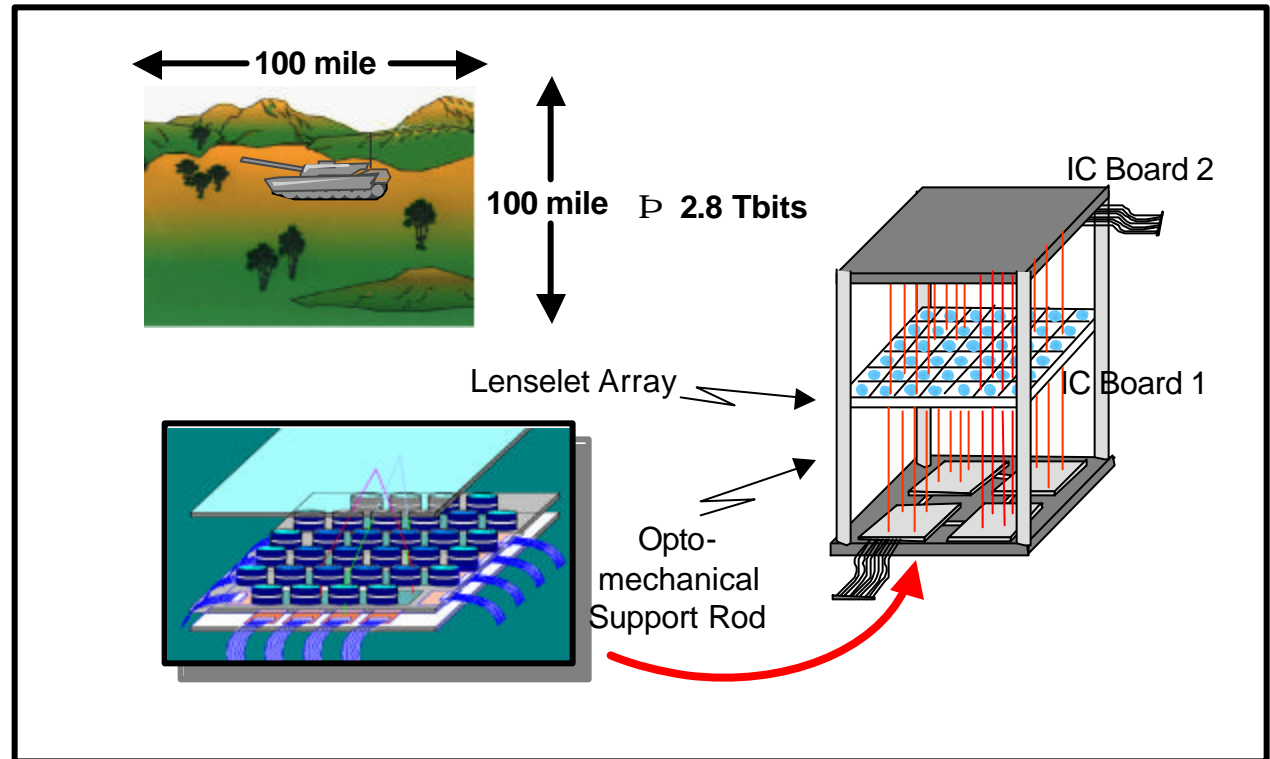 100 mile
100 mile Þ 2.8 Tbits
IC Board 2
Lenselet Array
IC Board 1
Opto-
mechanical
Support Rod